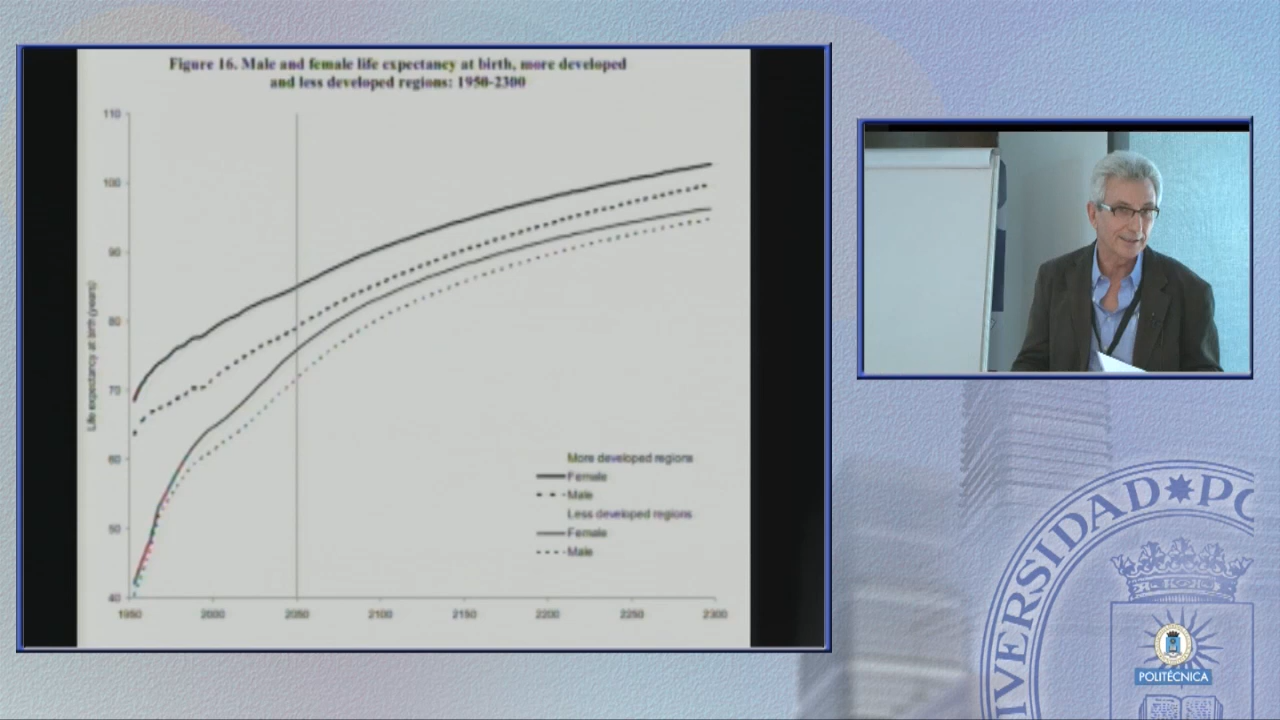 Figure 16. Male and female life expectancy at birth, more developed
and less developed regions: 1950-2300
Life expectancy at birth (years)
110
100
90
80
70
60
50
40
1950
2000
2050
2100
2150
2200
2250
2300
More developed regions
Female
Male
Less developed regions
Female
Male
IVERSIDAD PO
POLITÉCNICA